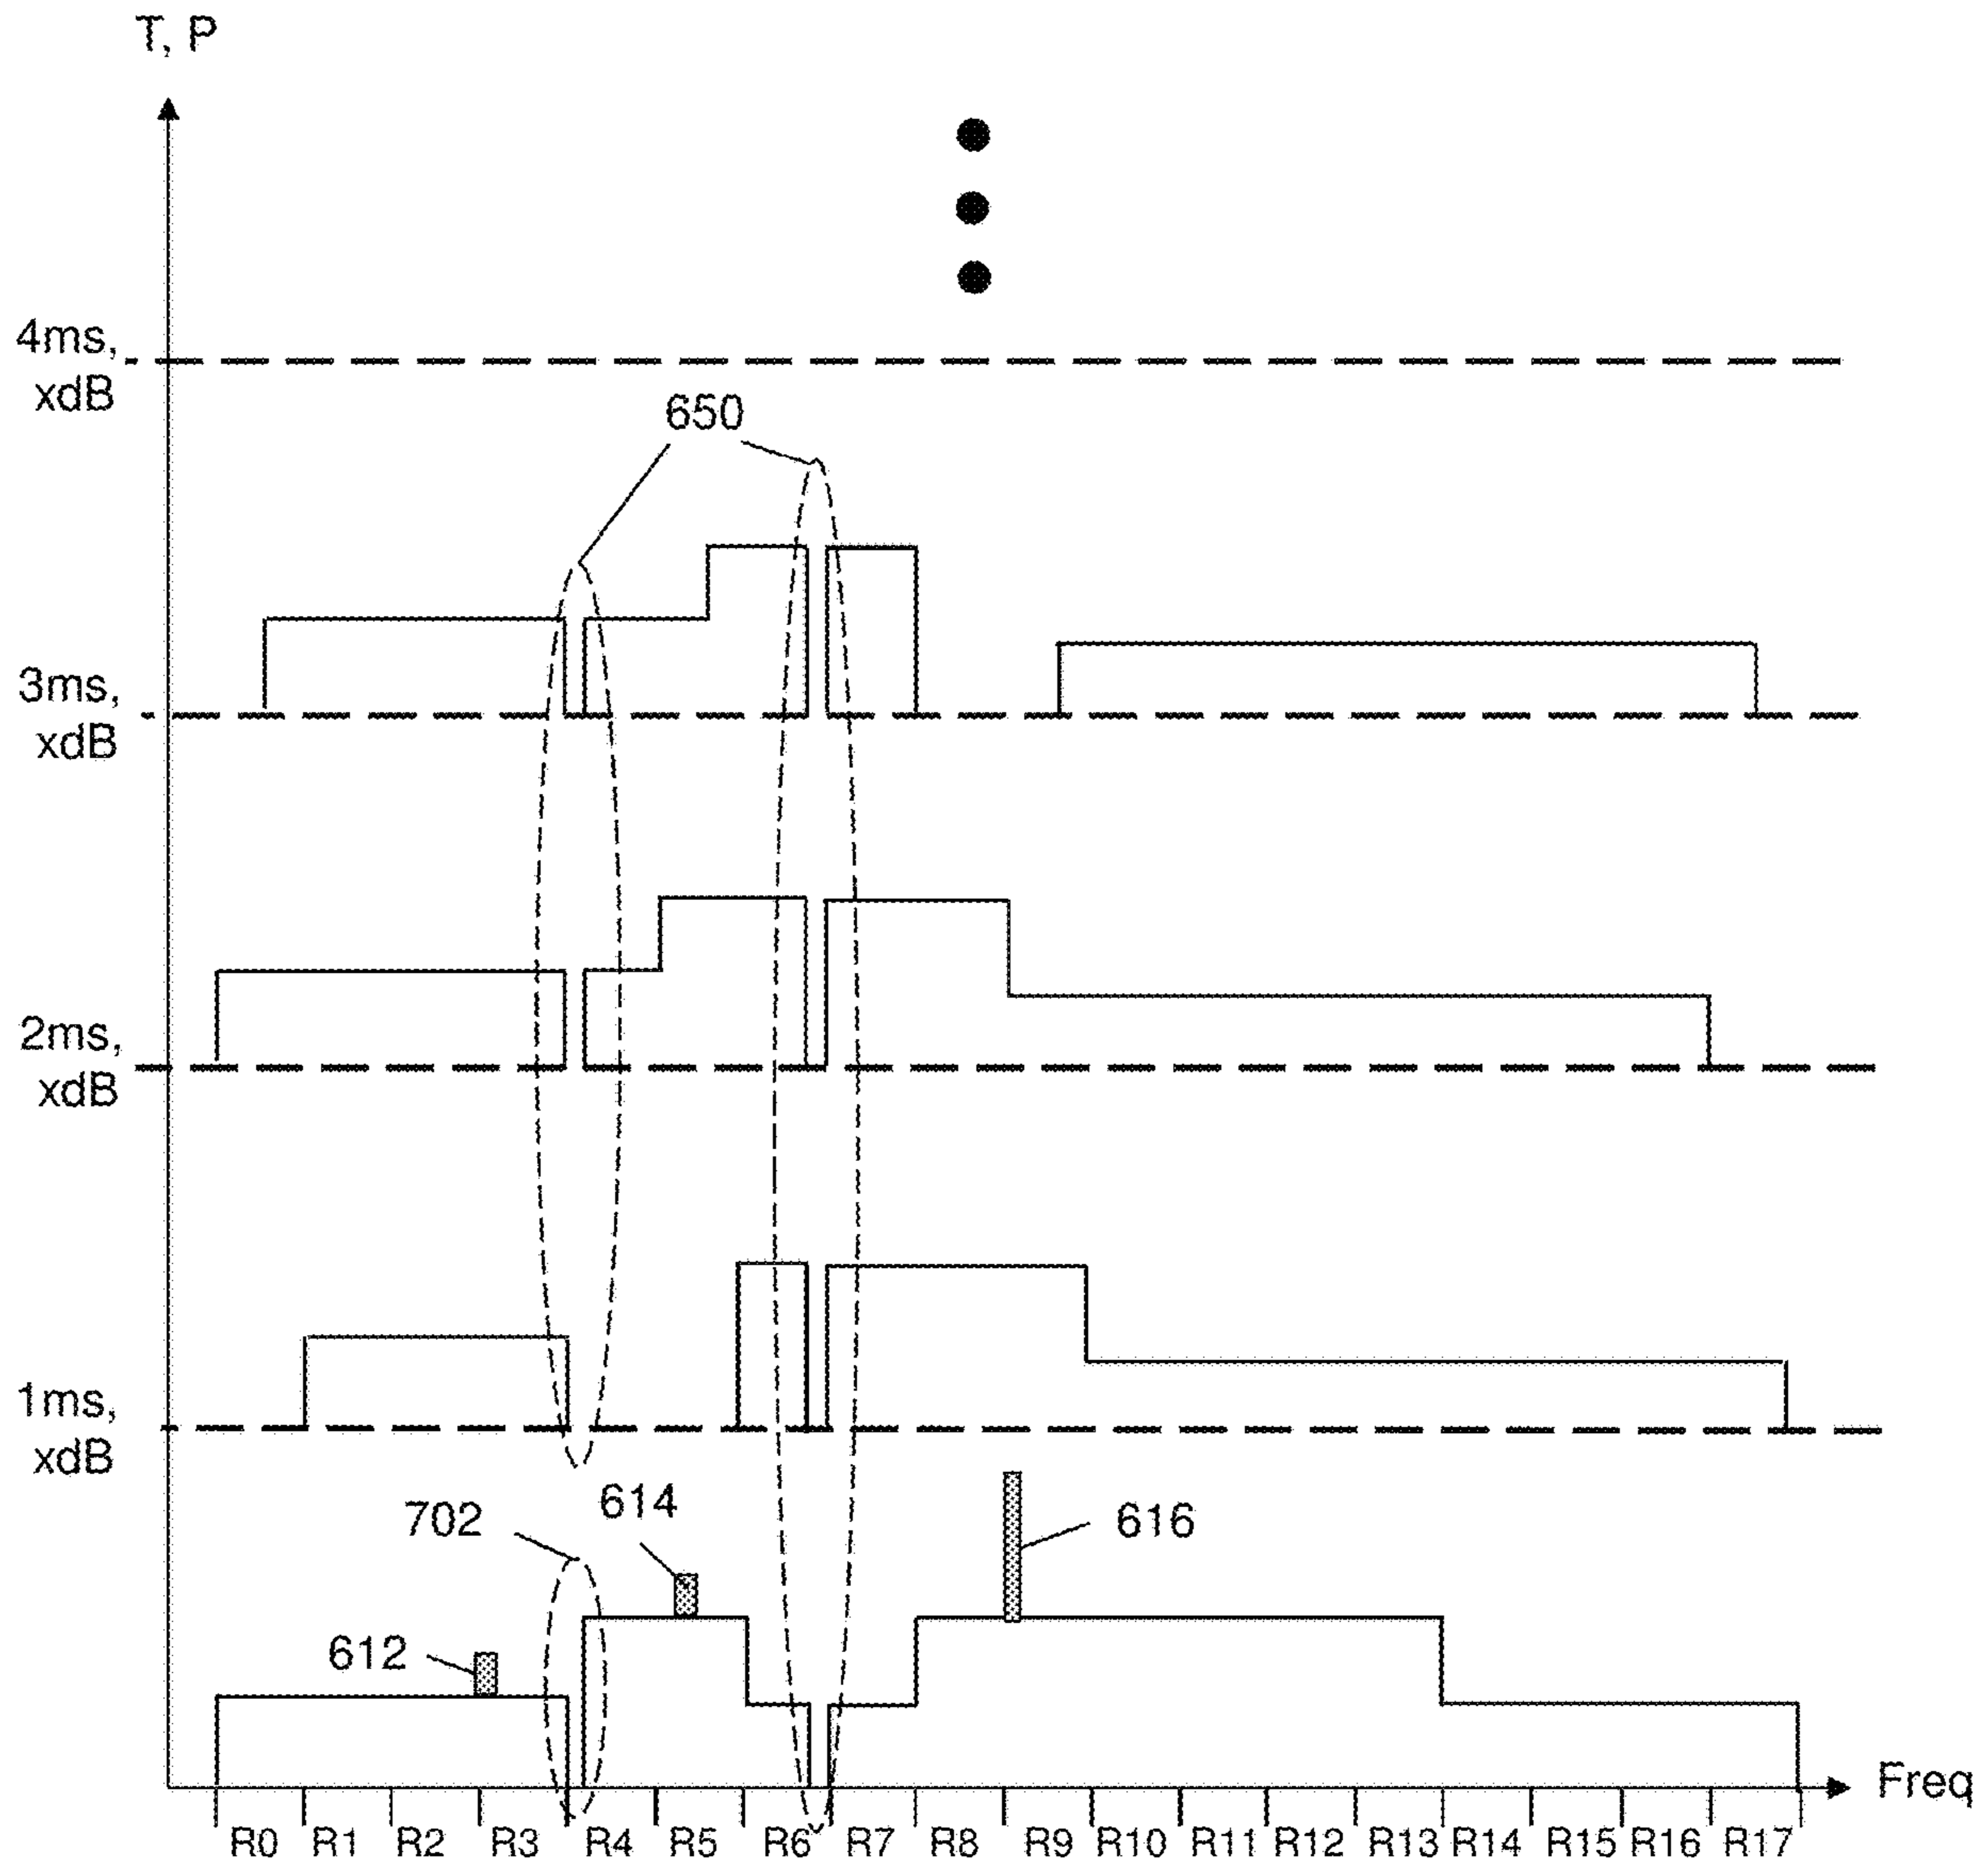 T, P
4ms,
xdB
650
3ms,
xdB
2ms,
xdB
1ms,
xdB
702
614
616
612
Freq
R0 R1 R2 R3 R4 R5 R6 R7 R8 R9 R10 R11 R12 R13 R14 R15 R16 R17